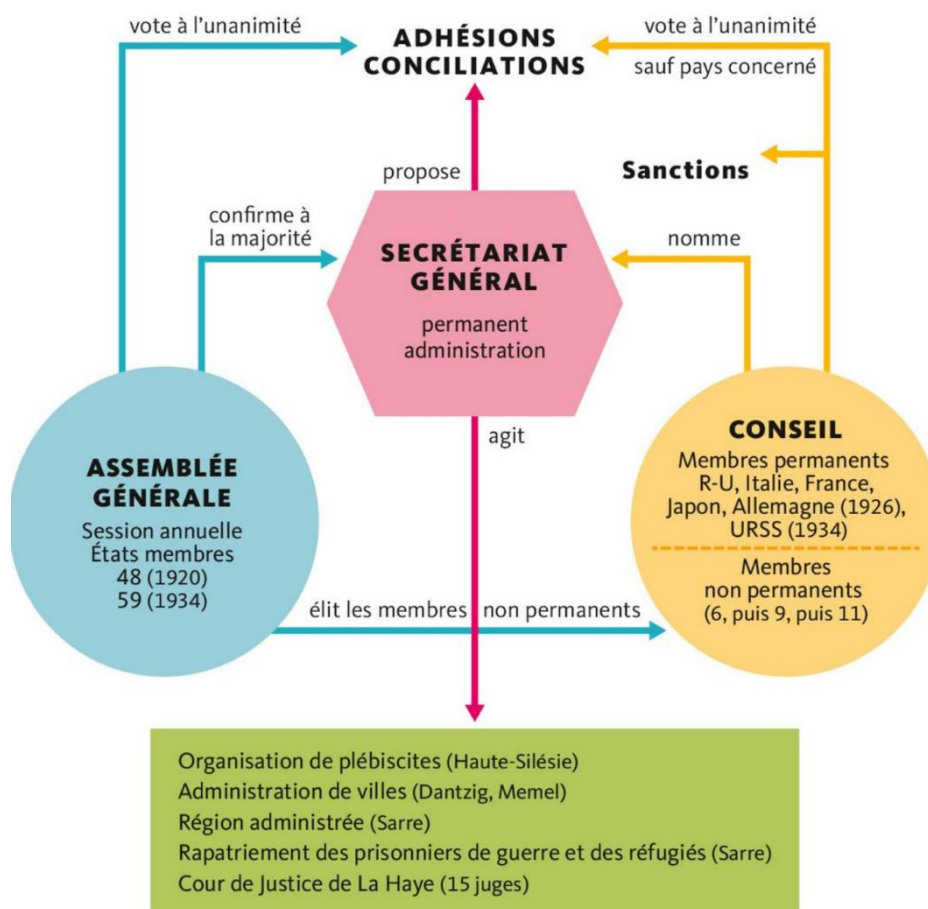 vote à l'unanimité
ADHÉSIONS
CONCILIATIONS
vote à l'unanimité
sauf pays concerné
Sanctions
propose
confirme à
la majorité
SECRÉTARIAT
GÉNÉRAL
permanent
administration
nomme
agit
ASSEMBLÉE
GÉNÉRALE
Session annuelle
États membres
48 (1920)
59 (1934)
CONSEIL
Membres permanents
R-U, Italie, France,
Japon, Allemagne (1926),
URSS (1934)
Membres
non permanents
(6, puis 9, puis 11)
élit les membres non permanents
Organisation de plébiscites (Haute-Silésie)
Administration de villes (Dantzig, Memel)
Région administrée (Sarre)
Rapatriement des prisonniers de guerre et des réfugiés (Sarre)
Cour de Justice de La Haye (15 juges)